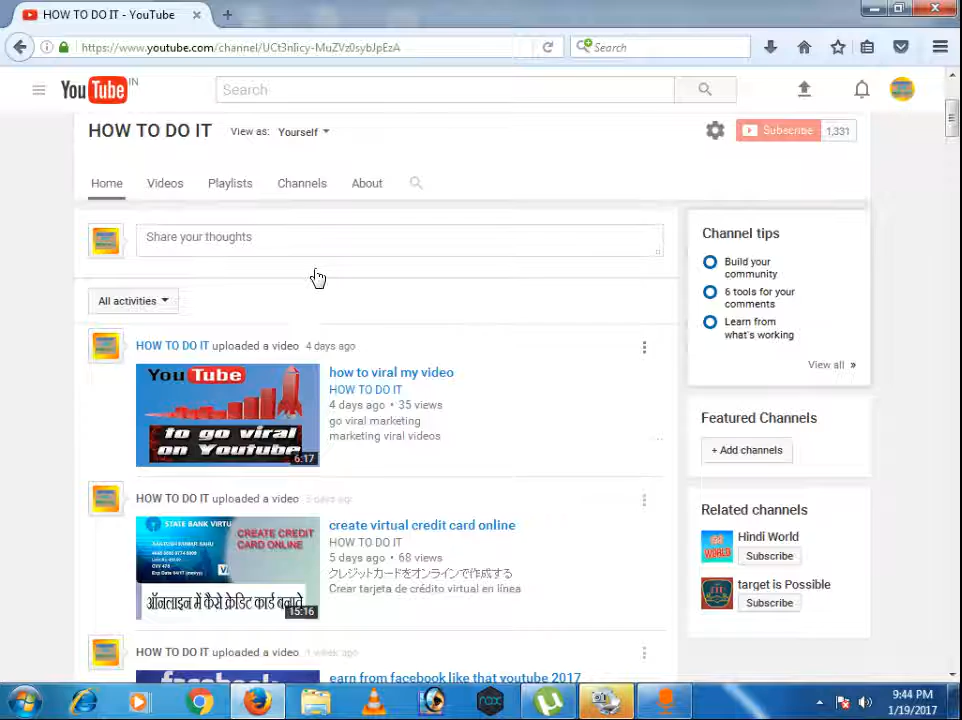 HOW TO DO IT - YouTube
https://www.youtube.com/channel/UCt3nIicy-MuZVz0sybJpEzA
Search
YouTube IN
Search
HOW TO DO IT
View as: Yourself
Subscribe 1,331
Home Videos Playlists Channels About
Share your thoughts
All activities
HOW TO DO IT uploaded a video 4 days ago
YouTube
to go viral
on Youtube
6:17
how to viral my video
HOW TO DO IT
4 days ago • 35 views
go viral marketing
marketing viral videos
HOW TO DO IT uploaded a video 5 days ago
STATE BANK VIRTU
CREATE CREDIT
CARD ONLINE
ऑनलाइन में कैसे क्रेडिट कार्ड बनाये
15:16
create virtual credit card online
HOW TO DO IT
5 days ago • 68 views
クレジットカードをオンラインで作成する
Crear tarjeta de crédito virtual en línea
HOW TO DO IT uploaded a video 1 week ago
facebook
earn from facebook like that youtube 2017
Channel tips
Build your
community
6 tools for your
comments
Learn from
what's working
View all »
Featured Channels
+ Add channels
Related channels
Hindi World
Subscribe
target is Possible
Subscribe
9:44 PM
1/19/2017